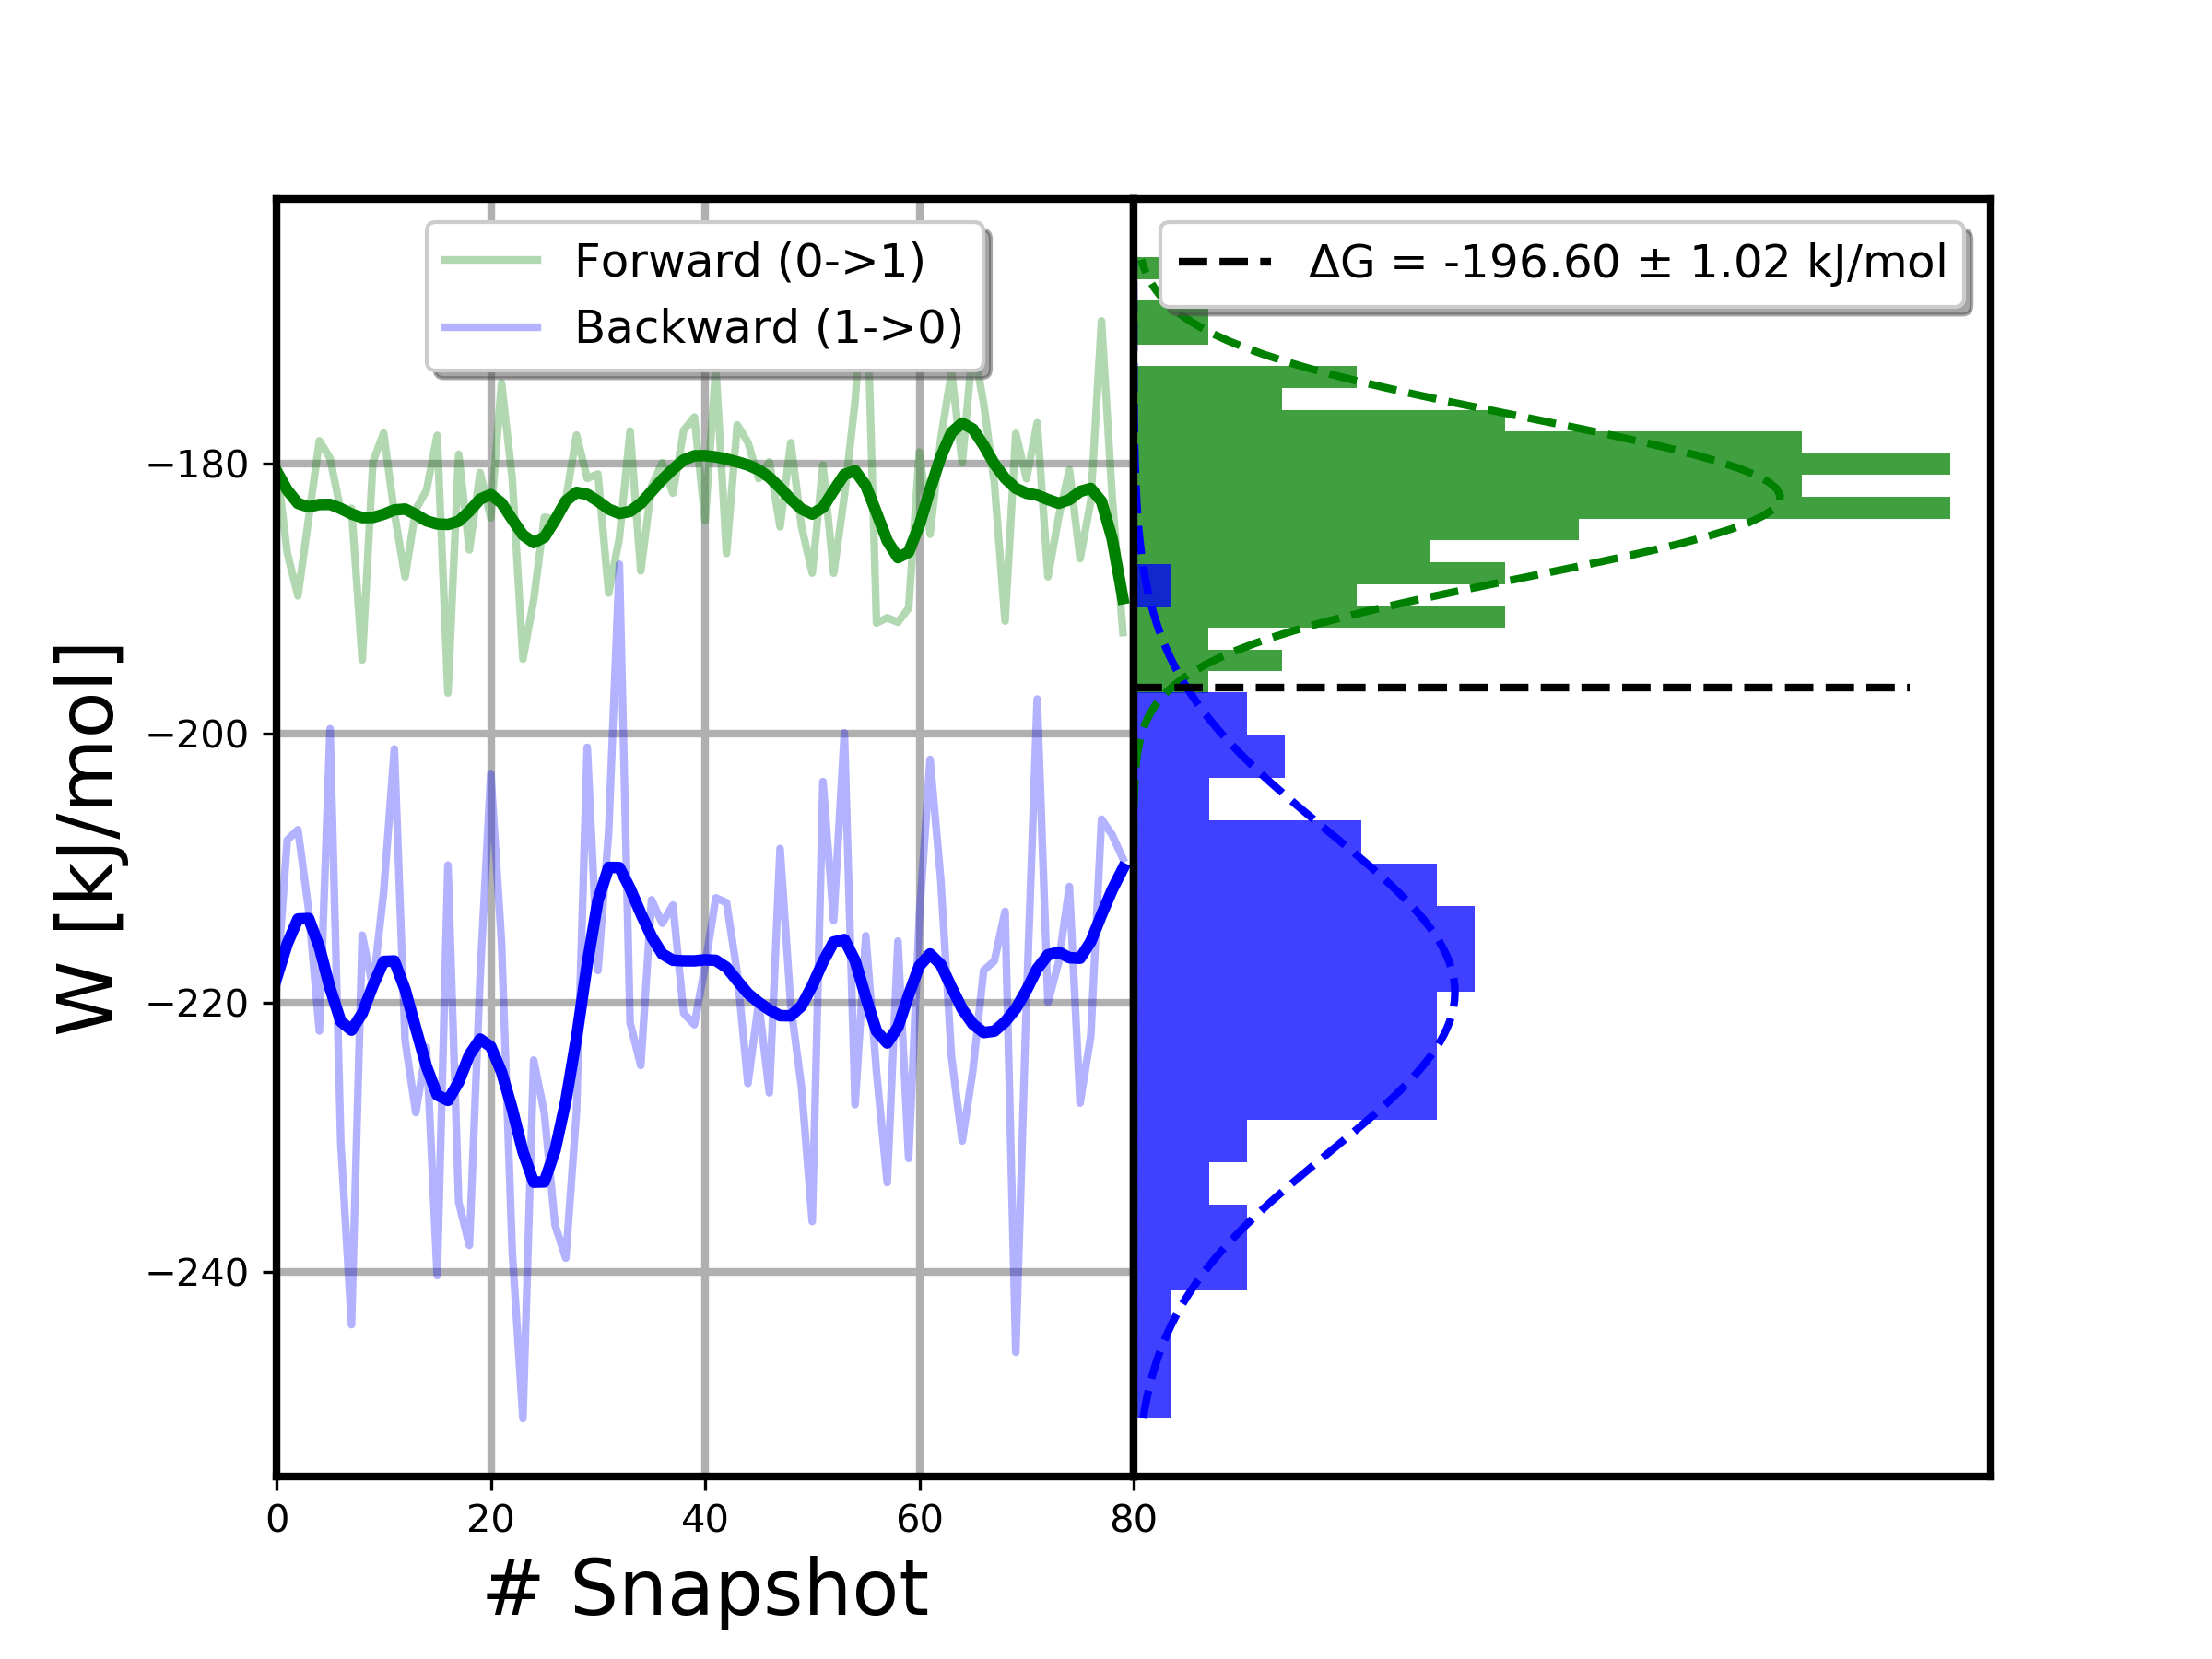 Forward (0->1)
Backward (1->0)
ΔG = -196.60 ± 1.02 kJ/mol
W [kJ/mol]
−180
−200
−220
−240
0 20 40 60 80
# Snapshot